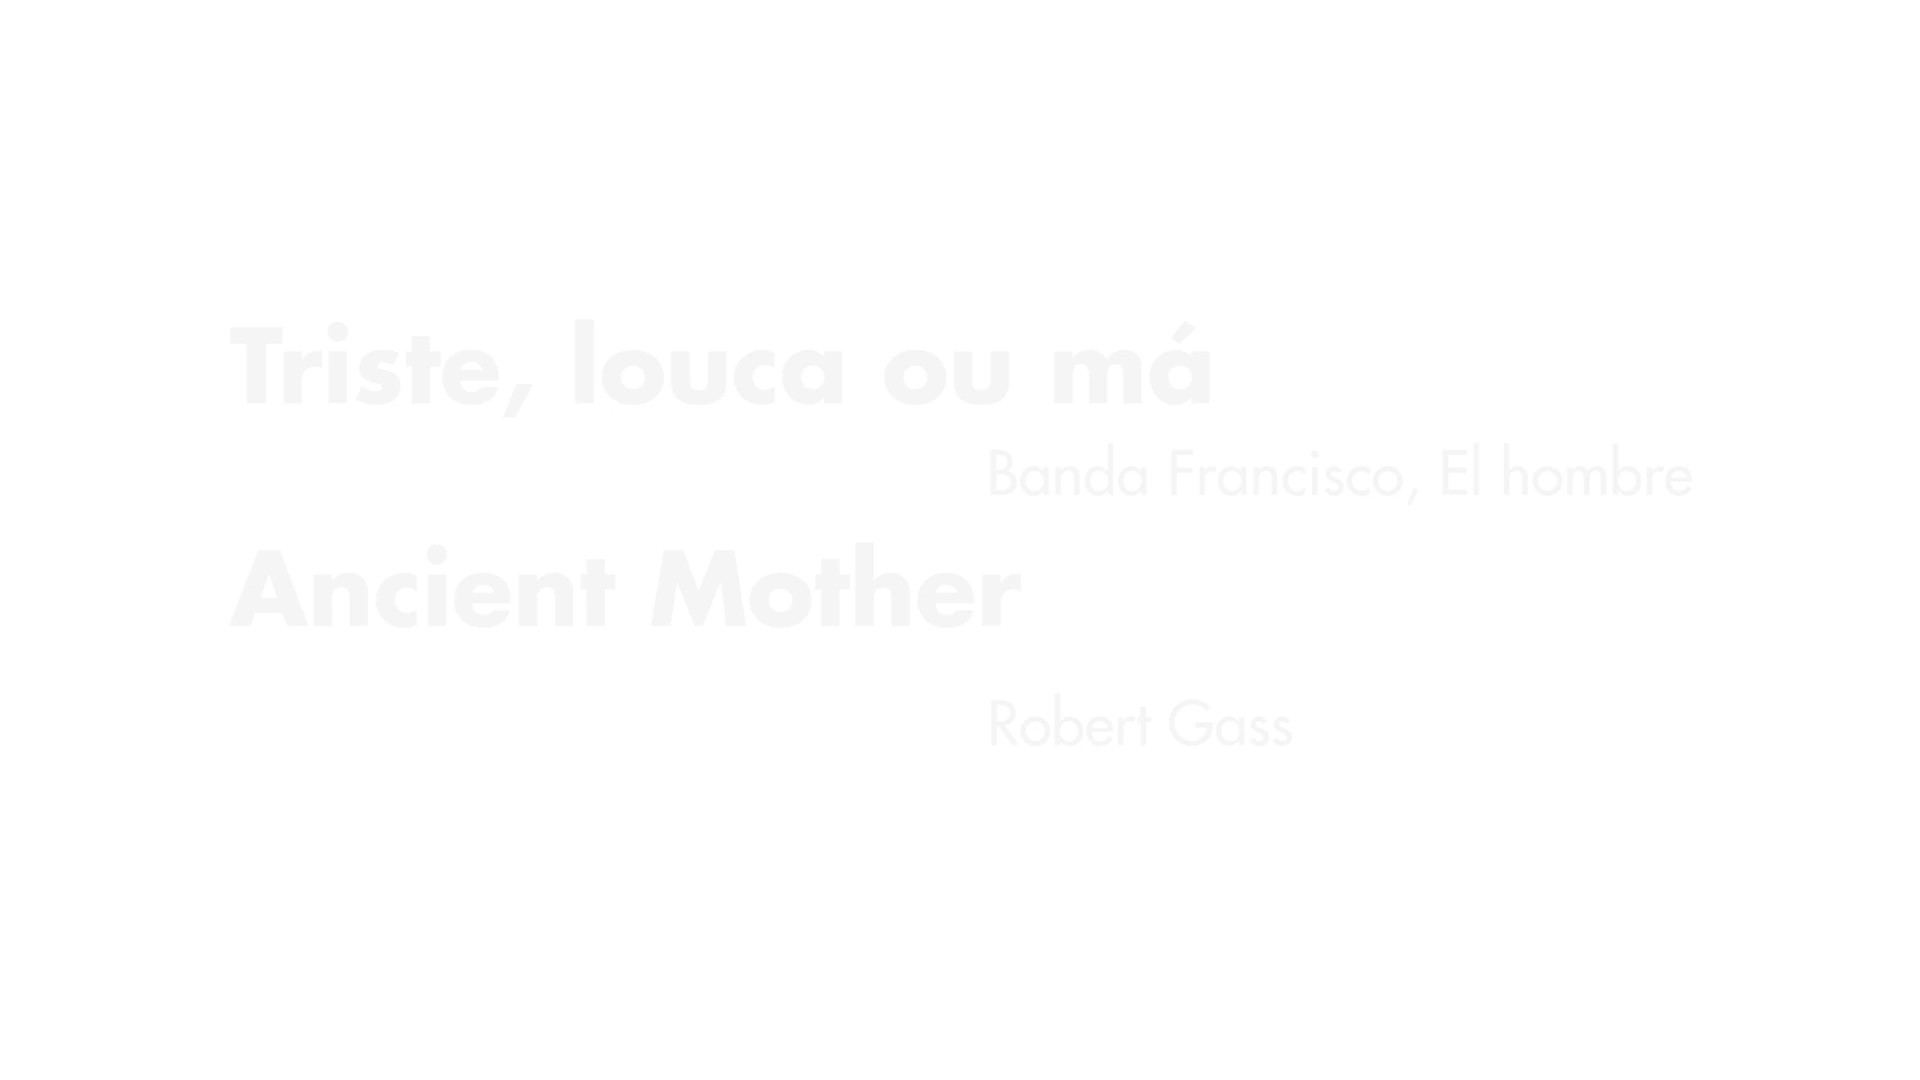 Triste, louca ou má
Banda Francisco, El hombre
Ancient Mother
Robert Gass